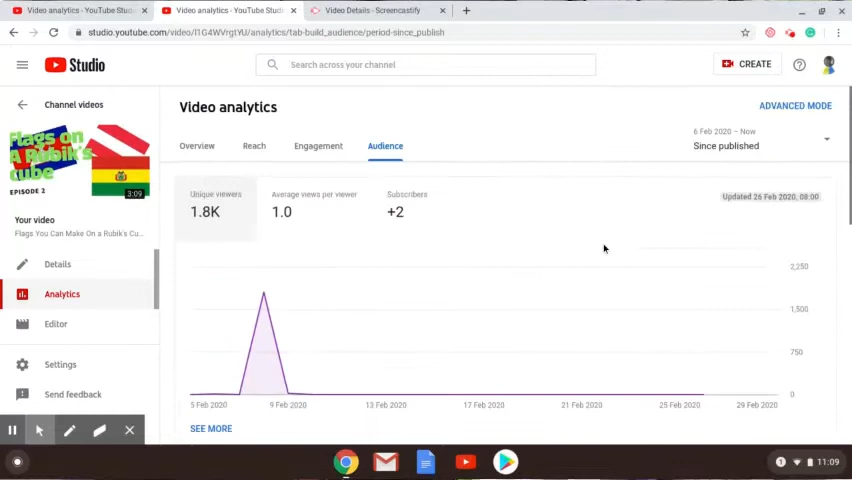 Video analytics - YouTube Stu
Video analytics - YouTube Studi
Video Details - Screencastify
studio.youtube.com/video/I1G4WVrgtYU/analytics/tab-build_audience/period-since_publish
Studio
Search across your channel
CREATE
Channel videos
Video analytics
ADVANCED MODE
Flags on
A Rubik's
Cube
EPISODE 2
3:09
Overview
Reach
Engagement
Audience
6 Feb 2020 – Now
Since published
Unique viewers
Average views per viewer
Subscribers
Updated 26 Feb 2020, 08:00
1.8K
1.0
+2
Your video
Flags You Can Make On a Rubik's Cu...
Details
Analytics
Editor
Settings
Send feedback
2,250
1,500
750
0
5 Feb 2020
9 Feb 2020
13 Feb 2020
17 Feb 2020
21 Feb 2020
25 Feb 2020
29 Feb 2020
SEE MORE
1
11:09